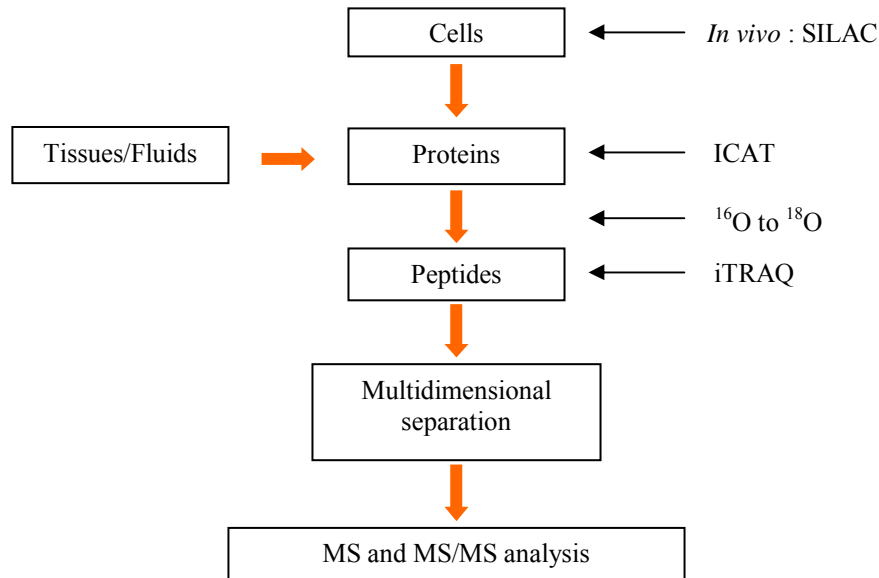 Cells
In vivo : SILAC
Tissues/Fluids
Proteins
ICAT
¹⁶O to ¹⁸O
Peptides
iTRAQ
Multidimensional
separation
MS and MS/MS analysis